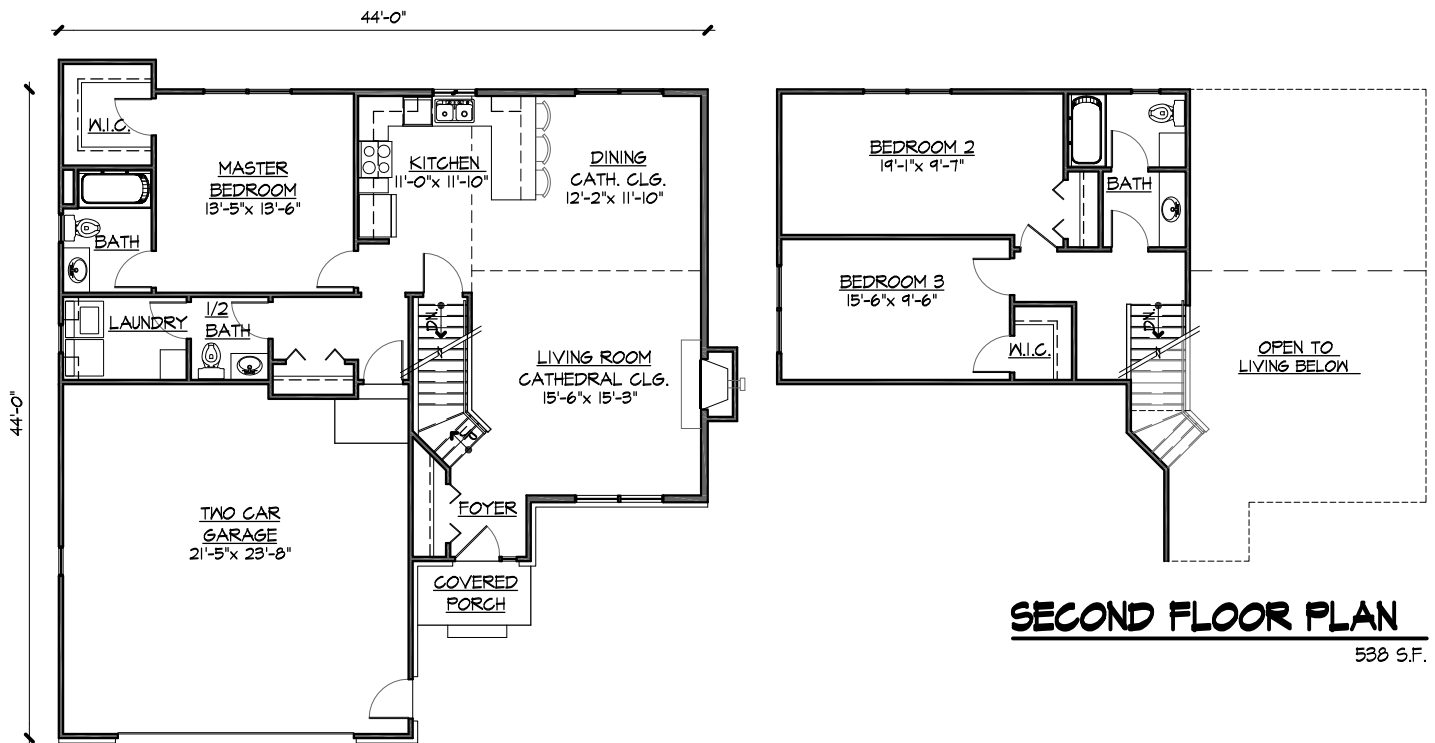 44'-0"
44'-0"
W.I.C.
MASTER
BEDROOM
13'-5"x 13'-6"
BATH
KITCHEN
11'-0"x 11'-10"
DINING
CATH. CLG.
12'-2"x 11'-10"
LAUNDRY
1/2
BATH
DN.
UP
LIVING ROOM
CATHEDRAL CLG.
15'-6"x 15'-3"
FOYER
TWO CAR
GARAGE
21'-5"x 23'-8"
COVERED
PORCH
BEDROOM 2
19'-1"x 9'-7"
BATH
BEDROOM 3
15'-6"x 9'-6"
W.I.C.
DN.
OPEN TO
LIVING BELOW
SECOND FLOOR PLAN
538 S.F.